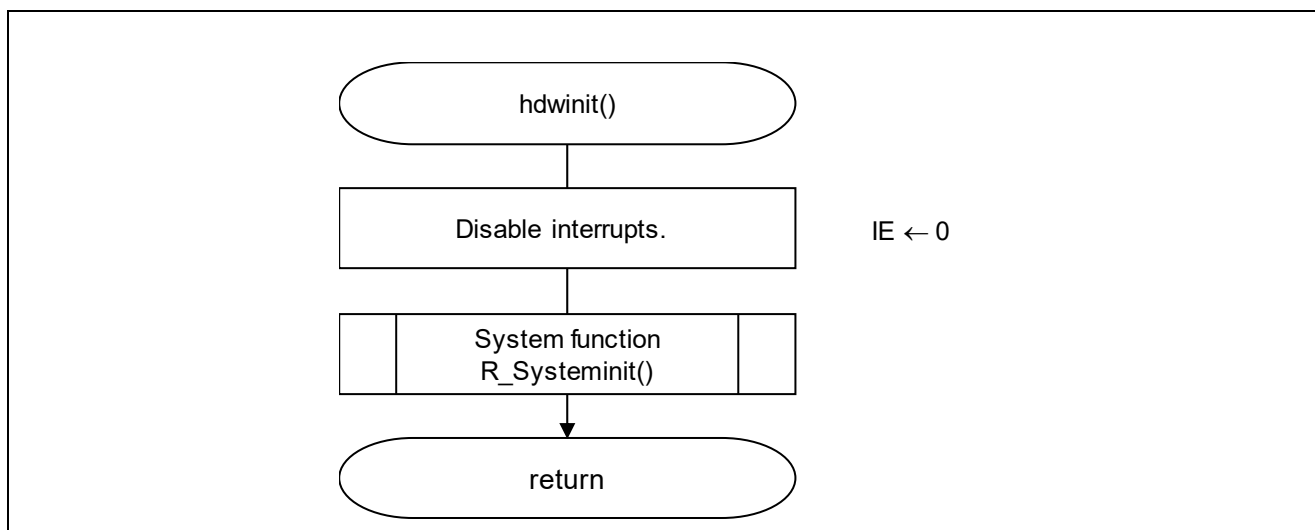 hdwinit()
Disable interrupts.
IE ← 0
System function
R_Systeminit()
return